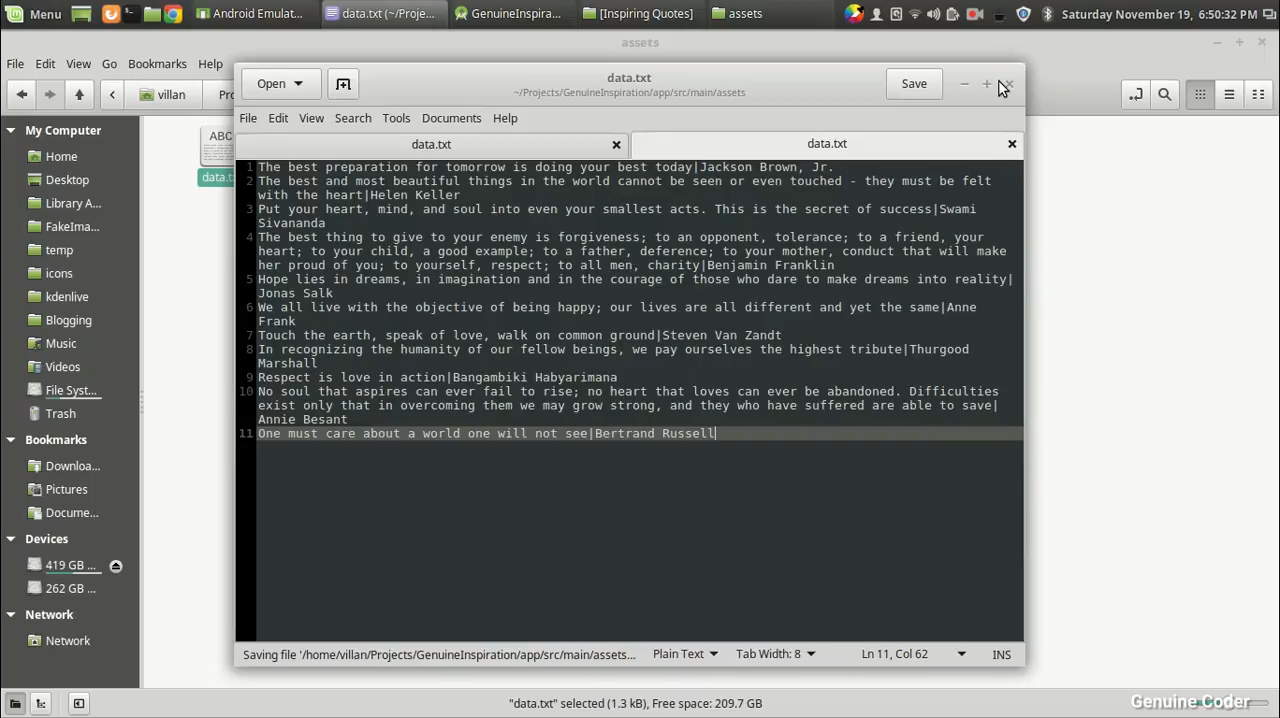 Menu
Android Emulat...
data.txt (~/Proje...
GenuineInspira...
[Inspiring Quotes]
assets
Saturday November 19, 6:50:32 PM
assets
File Edit View Go Bookmarks Help
villan
Pro
My Computer
Home
Desktop
Library A...
FakeIma...
temp
icons
kdenlive
Blogging
Music
Videos
File Sys...
Trash
Bookmarks
Downloa...
Pictures
Docume...
Devices
419 GB ...
262 GB ...
Network
Network
ABC
data.t
Open
data.txt
~/Projects/GenuineInspiration/app/src/main/assets
Save
File Edit View Search Tools Documents Help
data.txt
data.txt
1 The best preparation for tomorrow is doing your best today|Jackson Brown, Jr.
2 The best and most beautiful things in the world cannot be seen or even touched - they must be felt
with the heart|Helen Keller
3 Put your heart, mind, and soul into even your smallest acts. This is the secret of success|Swami
Sivananda
4 The best thing to give to your enemy is forgiveness; to an opponent, tolerance; to a friend, your
heart; to your child, a good example; to a father, deference; to your mother, conduct that will make
her proud of you; to yourself, respect; to all men, charity|Benjamin Franklin
5 Hope lies in dreams, in imagination and in the courage of those who dare to make dreams into reality|
Jonas Salk
6 We all live with the objective of being happy; our lives are all different and yet the same|Anne
Frank
7 Touch the earth, speak of love, walk on common ground|Steven Van Zandt
8 In recognizing the humanity of our fellow beings, we pay ourselves the highest tribute|Thurgood
Marshall
9 Respect is love in action|Bangambiki Habyarimana
10 No soul that aspires can ever fail to rise; no heart that loves can ever be abandoned. Difficulties
exist only that in overcoming them we may grow strong, and they who have suffered are able to save|
Annie Besant
11 One must care about a world one will not see|Bertrand Russell
Saving file '/home/villan/Projects/GenuineInspiration/app/src/main/assets... Plain Text Tab Width: 8 Ln 11, Col 62 INS
"data.txt" selected (1.3 kB), Free space: 209.7 GB
Genuine Coder